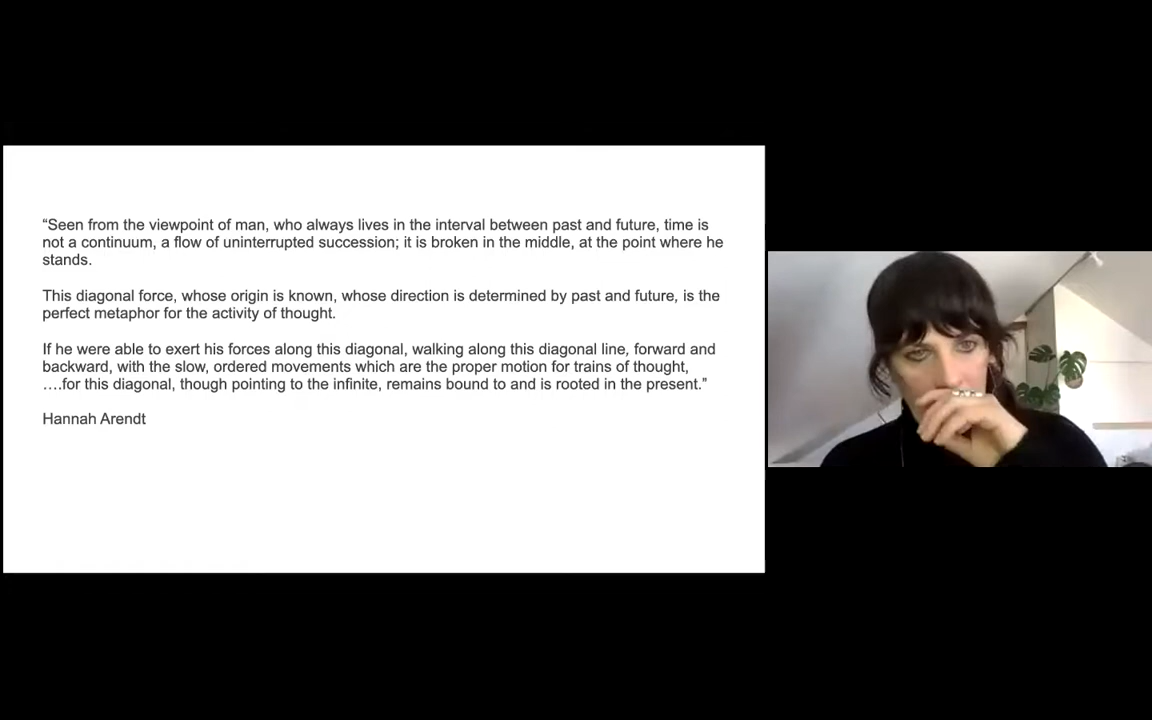 “Seen from the viewpoint of man, who always lives in the interval between past and future, time is
not a continuum, a flow of uninterrupted succession; it is broken in the middle, at the point where he
stands.
This diagonal force, whose origin is known, whose direction is determined by past and future, is the
perfect metaphor for the activity of thought.
If he were able to exert his forces along this diagonal, walking along this diagonal line, forward and
backward, with the slow, ordered movements which are the proper motion for trains of thought,
….for this diagonal, though pointing to the infinite, remains bound to and is rooted in the present.”
Hannah Arendt